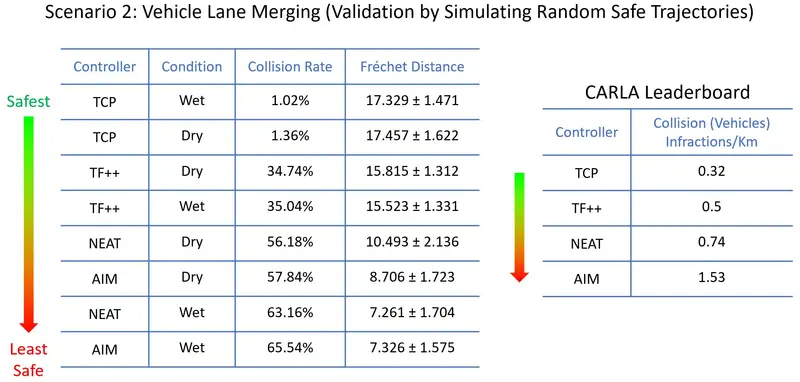 Scenario 2: Vehicle Lane Merging (Validation by Simulating Random Safe Trajectories)
Safest
Least
Safe
Controller Condition Collision Rate Fréchet Distance
TCP Wet 1.02% 17.329 ± 1.471
TCP Dry 1.36% 17.457 ± 1.622
TF++ Dry 34.74% 15.815 ± 1.312
TF++ Wet 35.04% 15.523 ± 1.331
NEAT Dry 56.18% 10.493 ± 2.136
AIM Dry 57.84% 8.706 ± 1.723
NEAT Wet 63.16% 7.261 ± 1.704
AIM Wet 65.54% 7.326 ± 1.575
CARLA Leaderboard
Controller Collision (Vehicles)
Infractions/Km
TCP 0.32
TF++ 0.5
NEAT 0.74
AIM 1.53